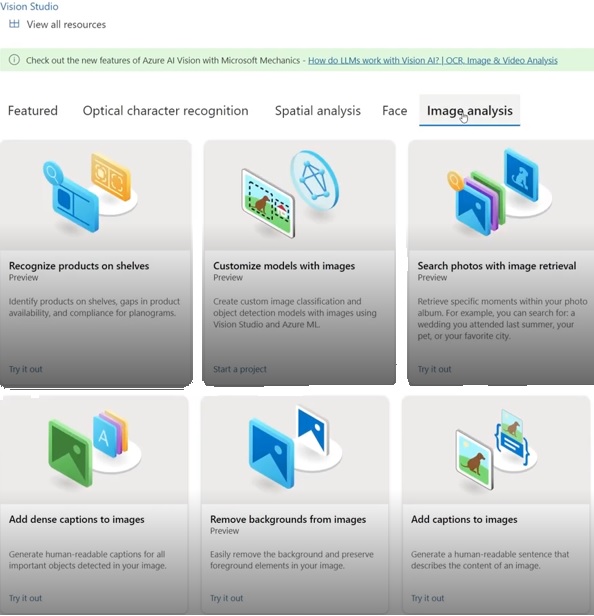 Vision Studio
View all resources
Check out the new features of Azure AI Vision with Microsoft Mechanics - How do LLMs work with Vision AI? | OCR, Image & Video Analysis
Featured Optical character recognition Spatial analysis Face Image analysis
Recognize products on shelves
Preview
Identify products on shelves, gaps in product
availability, and compliance for planograms.
Try it out
Customize models with images
Preview
Create custom image classification and
object detection models with images using
Vision Studio and Azure ML.
Start a project
Search photos with image retrieval
Preview
Retrieve specific moments within your photo
album. For example, you can search for: a
wedding you attended last summer, your
pet, or your favorite city.
Try it out
A
Add dense captions to images
Generate human-readable captions for all
important objects detected in your image.
Try it out
Remove backgrounds from images
Preview
Easily remove the background and preserve
foreground elements in your image.
Try it out
Add captions to images
Generate a human-readable sentence that
describes the content of an image.
Try it out